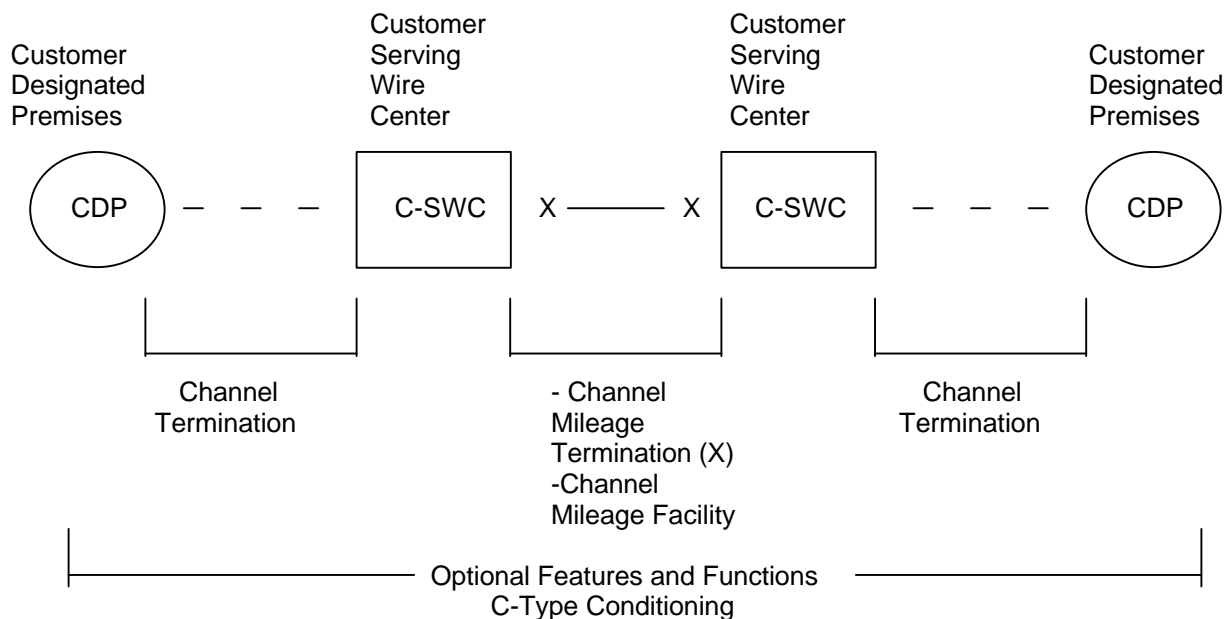 Customer
Designated
Premises
Customer
Serving
Wire
Center
Customer
Serving
Wire
Center
Customer
Designated
Premises
CDP
C-SWC
X
X
C-SWC
CDP
Channel
Termination
- Channel
Mileage
Termination (X)
-Channel
Mileage Facility
Channel
Termination
Optional Features and Functions
C-Type Conditioning